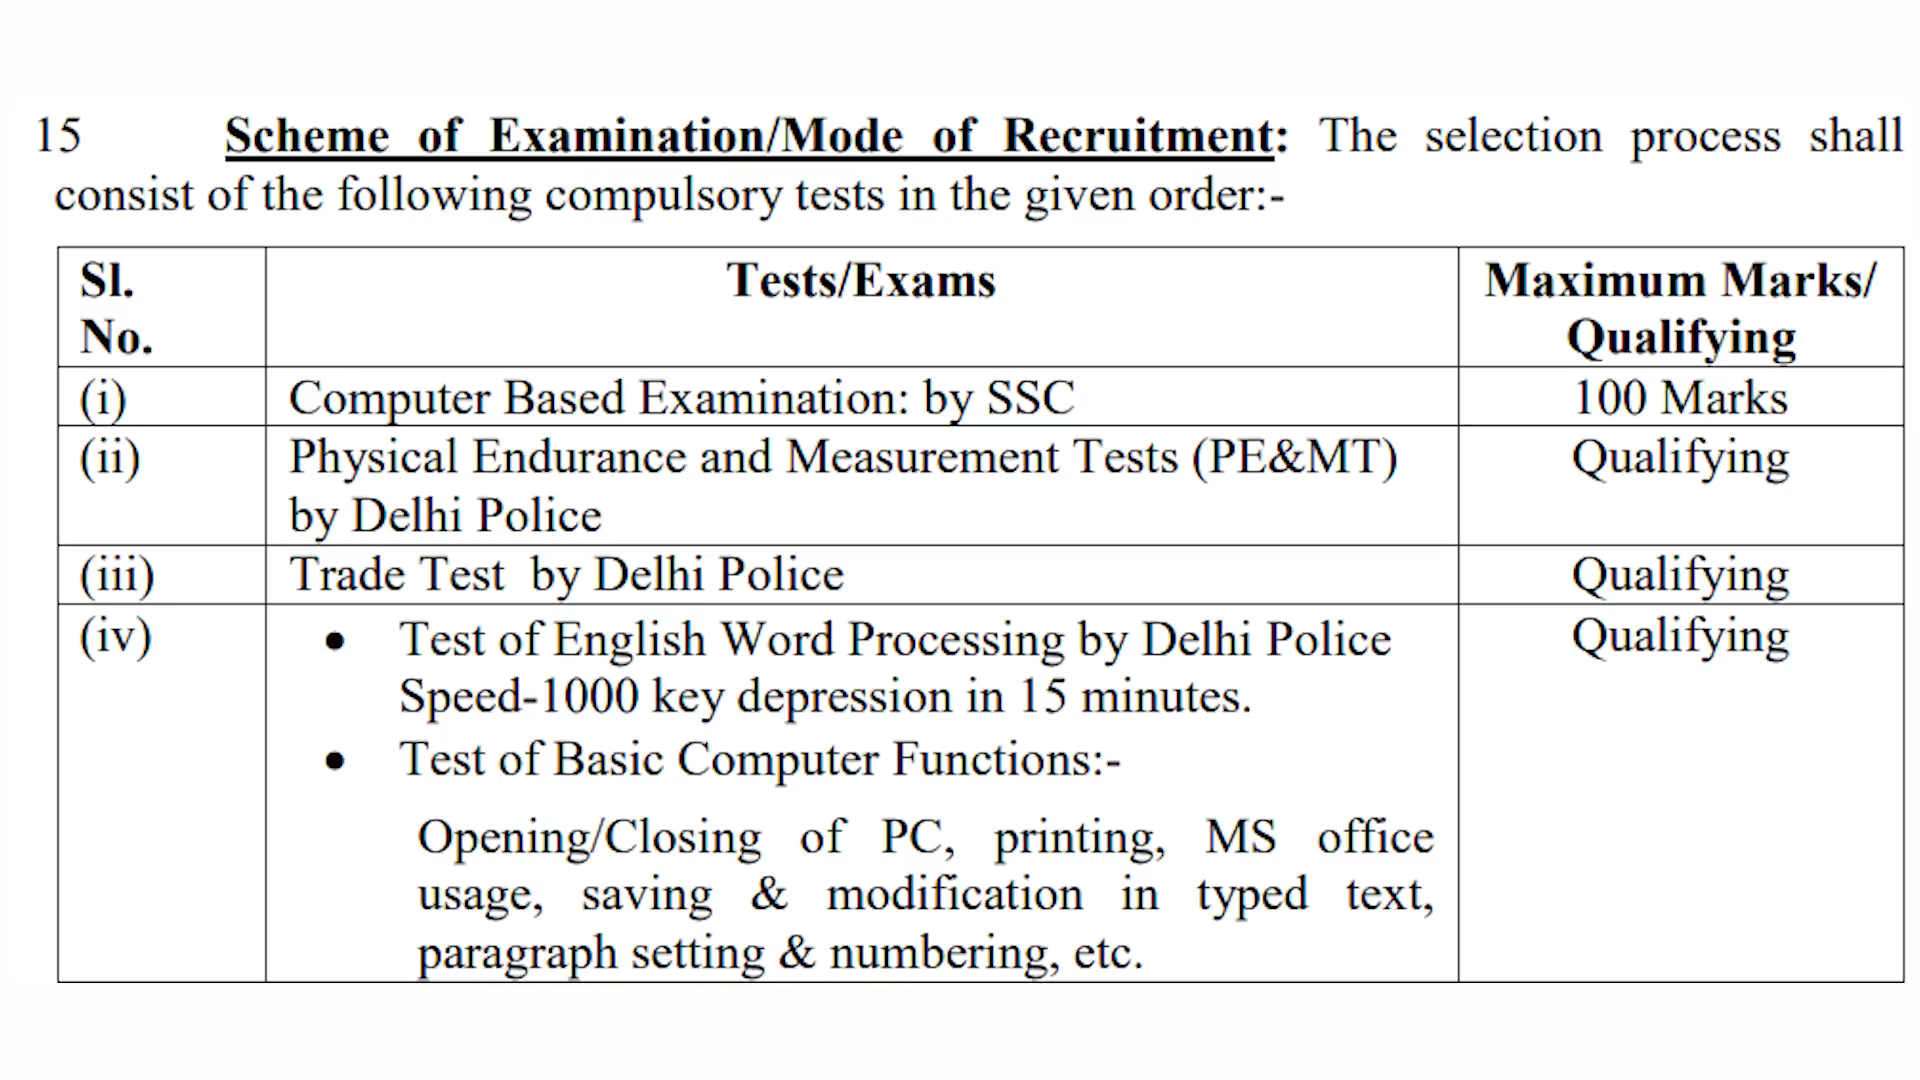 15 Scheme of Examination/Mode of Recruitment: The selection process shall
consist of the following compulsory tests in the given order:-
Sl. No. Tests/Exams Maximum Marks/ Qualifying
(i) Computer Based Examination: by SSC 100 Marks
(ii) Physical Endurance and Measurement Tests (PE&MT) Qualifying
by Delhi Police
(iii) Trade Test by Delhi Police Qualifying
(iv) • Test of English Word Processing by Delhi Police Qualifying
Speed-1000 key depression in 15 minutes.
• Test of Basic Computer Functions:-
Opening/Closing of PC, printing, MS office
usage, saving & modification in typed text,
paragraph setting & numbering, etc.